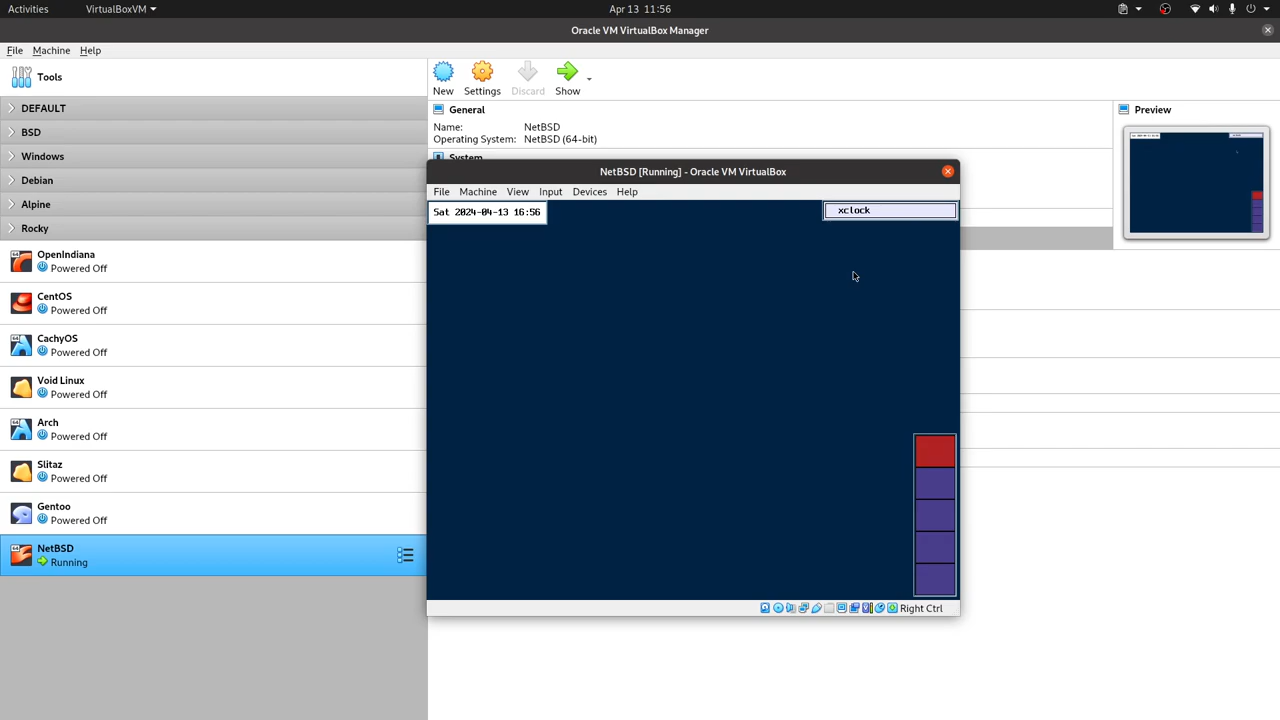 Activities VirtualBoxVM Apr 13 11:56
Oracle VM VirtualBox Manager
File Machine Help
Tools
New Settings Discard Show
DEFAULT
BSD
Windows
Debian
Alpine
Rocky
OpenIndiana
Powered Off
CentOS
Powered Off
CachyOS
Powered Off
Void Linux
Powered Off
Arch
Powered Off
Slitaz
Powered Off
Gentoo
Powered Off
NetBSD
Running
General
Name: NetBSD
Operating System: NetBSD (64-bit)
System
Preview
NetBSD [Running] - Oracle VM VirtualBox
File Machine View Input Devices Help
Sat 2024-04-13 16:56
xclock
Right Ctrl